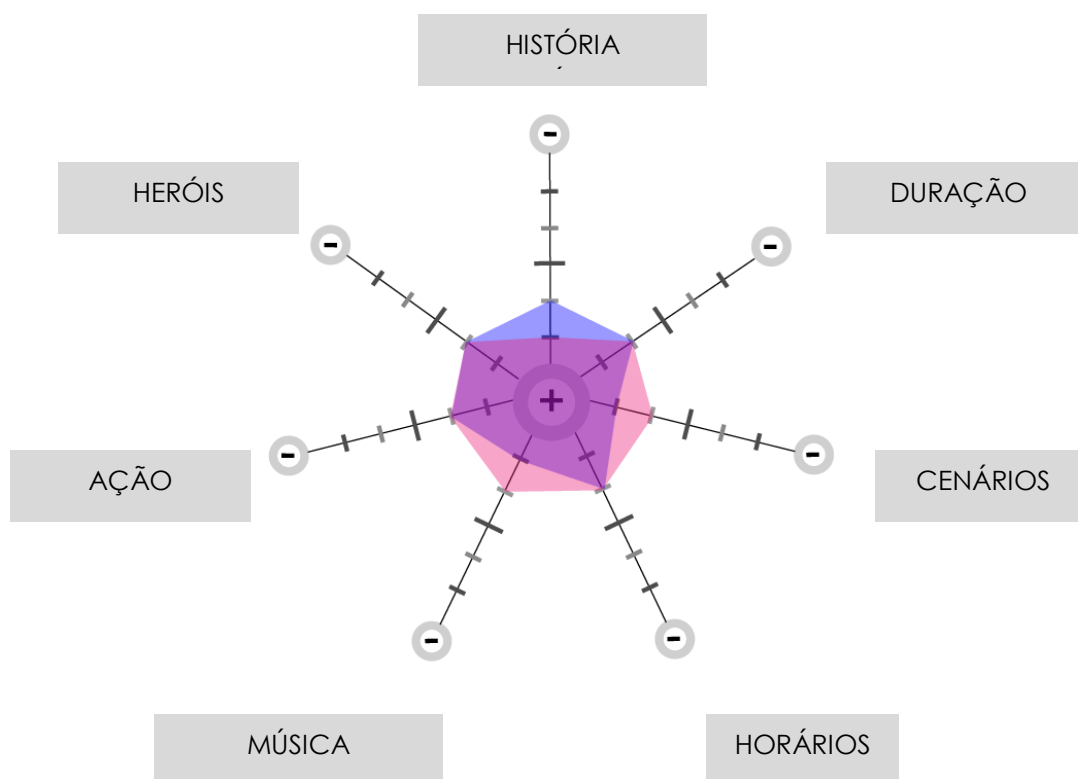 HISTÓRIA
HERÓIS
DURAÇÃO
-
-
-
+
AÇÃO
-
-
CENÁRIOS
-
-
MÚSICA
HORÁRIOS